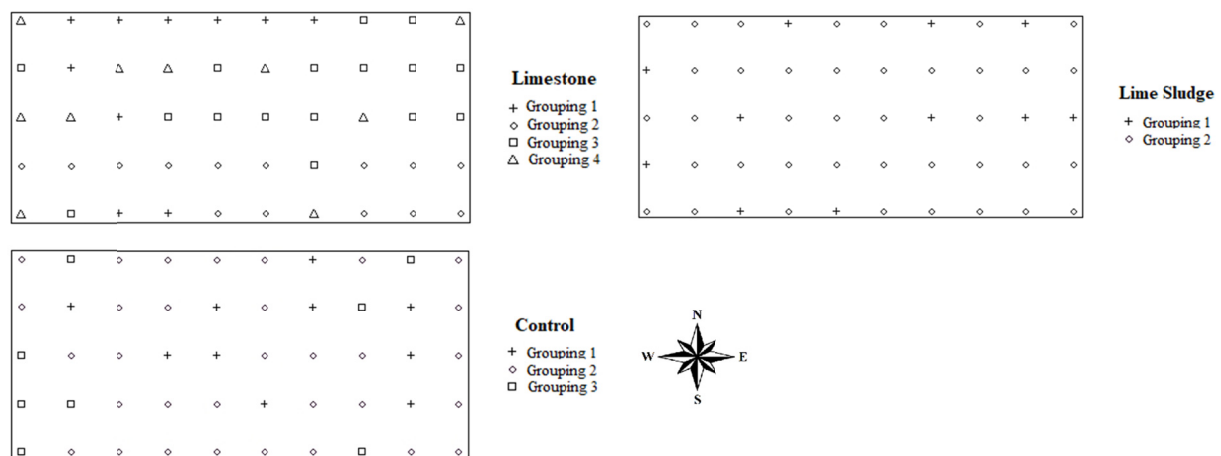 Limestone
Grouping 1
Grouping 2
Grouping 3
Grouping 4
Lime Sludge
Grouping 1
Grouping 2
Control
Grouping 1
Grouping 2
Grouping 3
N
W E
S